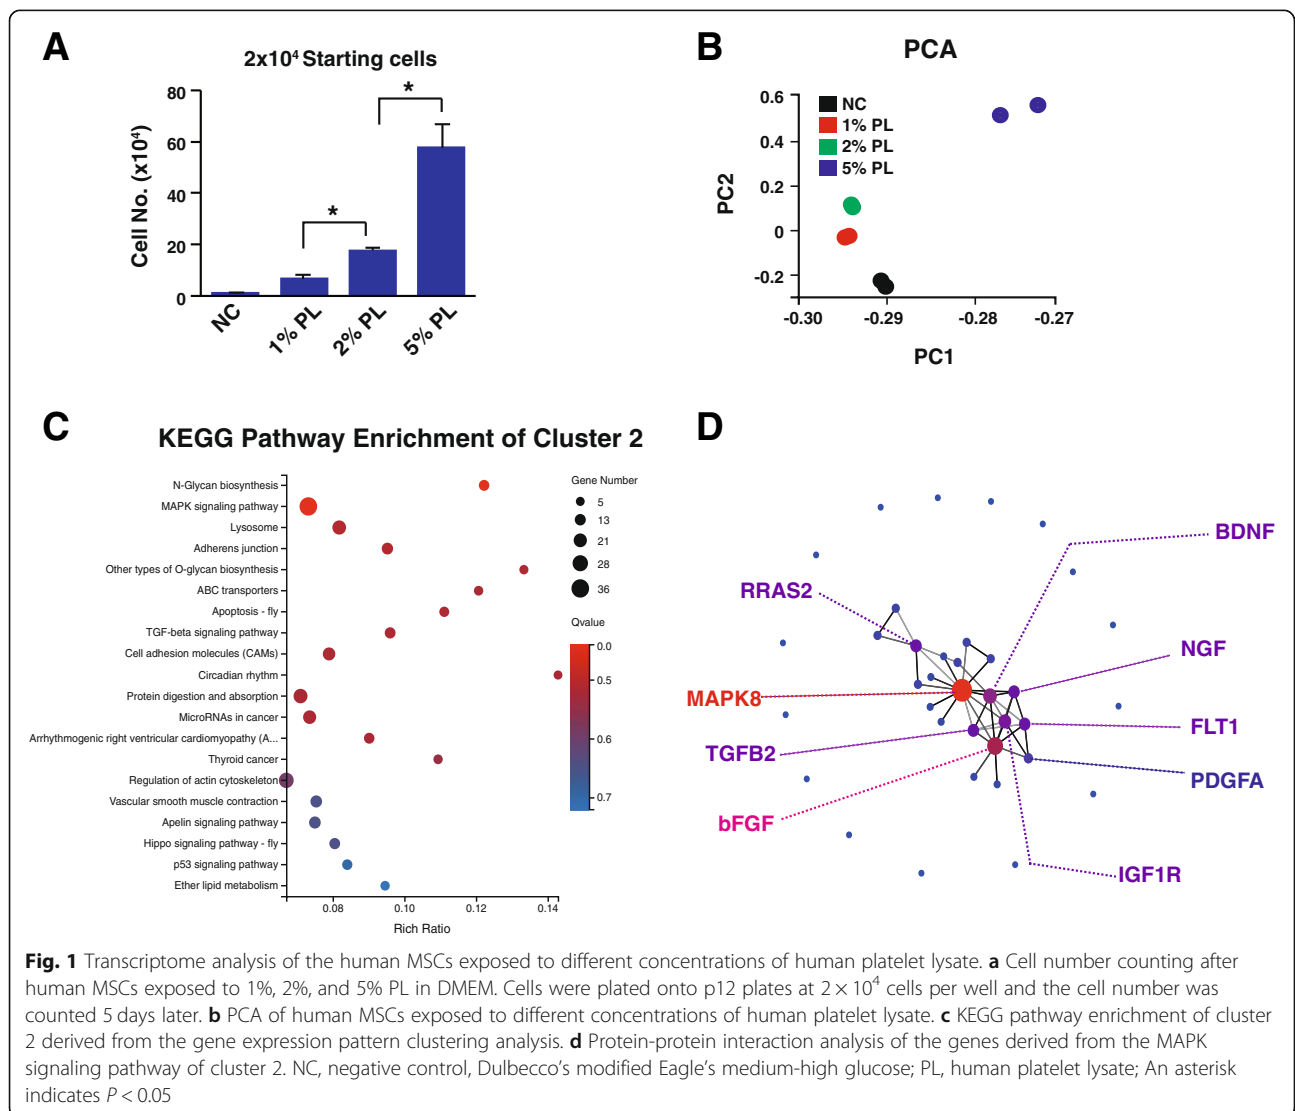 A
2x10⁴ Starting cells
Cell No. (x10⁴)
80
60
40
20
0
*
*
NC
1% PL
2% PL
5% PL
B
PCA
PC2
0.6
0.4
0.2
0
-0.2
NC
1% PL
2% PL
5% PL
-0.30
-0.29
-0.28
-0.27
PC1
C
KEGG Pathway Enrichment of Cluster 2
N-Glycan biosynthesis
MAPK signaling pathway
Lysosome
Adherens junction
Other types of O-glycan biosynthesis
ABC transporters
Apoptosis - fly
TGF-beta signaling pathway
Cell adhesion molecules (CAMs)
Circadian rhythm
Protein digestion and absorption
MicroRNAs in cancer
Arrhythmogenic right ventricular cardiomyopathy (A...
Thyroid cancer
Regulation of actin cytoskeleton
Vascular smooth muscle contraction
Apelin signaling pathway
Hippo signaling pathway - fly
p53 signaling pathway
Ether lipid metabolism
0.08
0.10
0.12
0.14
Rich Ratio
Gene Number
5
13
21
28
36
Qvalue
0.0
0.5
0.6
0.7
D
BDNF
RRAS2
NGF
MAPK8
FLT1
TGFB2
PDGFA
bFGF
IGF1R
Fig. 1 Transcriptome analysis of the human MSCs exposed to different concentrations of human platelet lysate. a Cell number counting after
human MSCs exposed to 1%, 2%, and 5% PL in DMEM. Cells were plated onto p12 plates at 2 × 10⁴ cells per well and the cell number was
counted 5 days later. b PCA of human MSCs exposed to different concentrations of human platelet lysate. c KEGG pathway enrichment of cluster
2 derived from the gene expression pattern clustering analysis. d Protein-protein interaction analysis of the genes derived from the MAPK
signaling pathway of cluster 2. NC, negative control, Dulbecco's modified Eagle's medium-high glucose; PL, human platelet lysate; An asterisk
indicates P < 0.05